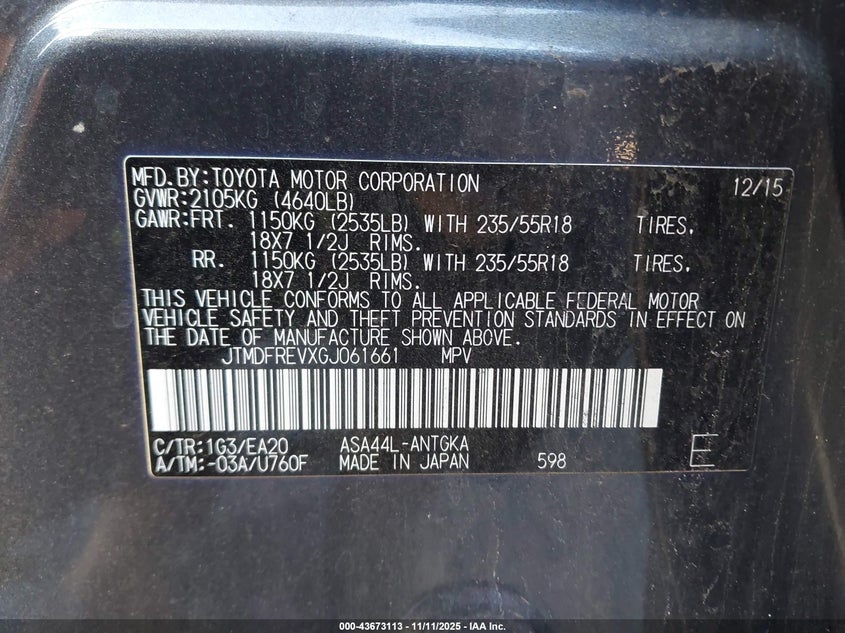 MFD.BY:TOYOTA MOTOR CORPORATION 12/15
GVWR:2105KG (4640LB)
GAWR:FRT. 1150KG (2535LB) WITH 235/55R18 TIRES,
18X7 1/2J RIMS.
RR. 1150KG (2535LB) WITH 235/55R18 TIRES,
18X7 1/2J RIMS.
THIS VEHICLE CONFORMS TO ALL APPLICABLE FEDERAL MOTOR
VEHICLE SAFETY AND THEFT PREVENTION STANDARDS IN EFFECT ON
THE DATE OF MANUFACTURE SHOWN ABOVE.
JTMDFREVXGJ061661 MPV
C/TR:1G3/EA20 ASA44L-ANTGKA
A/TM:-03A/U760F MADE IN JAPAN 598 E
000-43673113 - 11/11/2025 - IAA Inc.